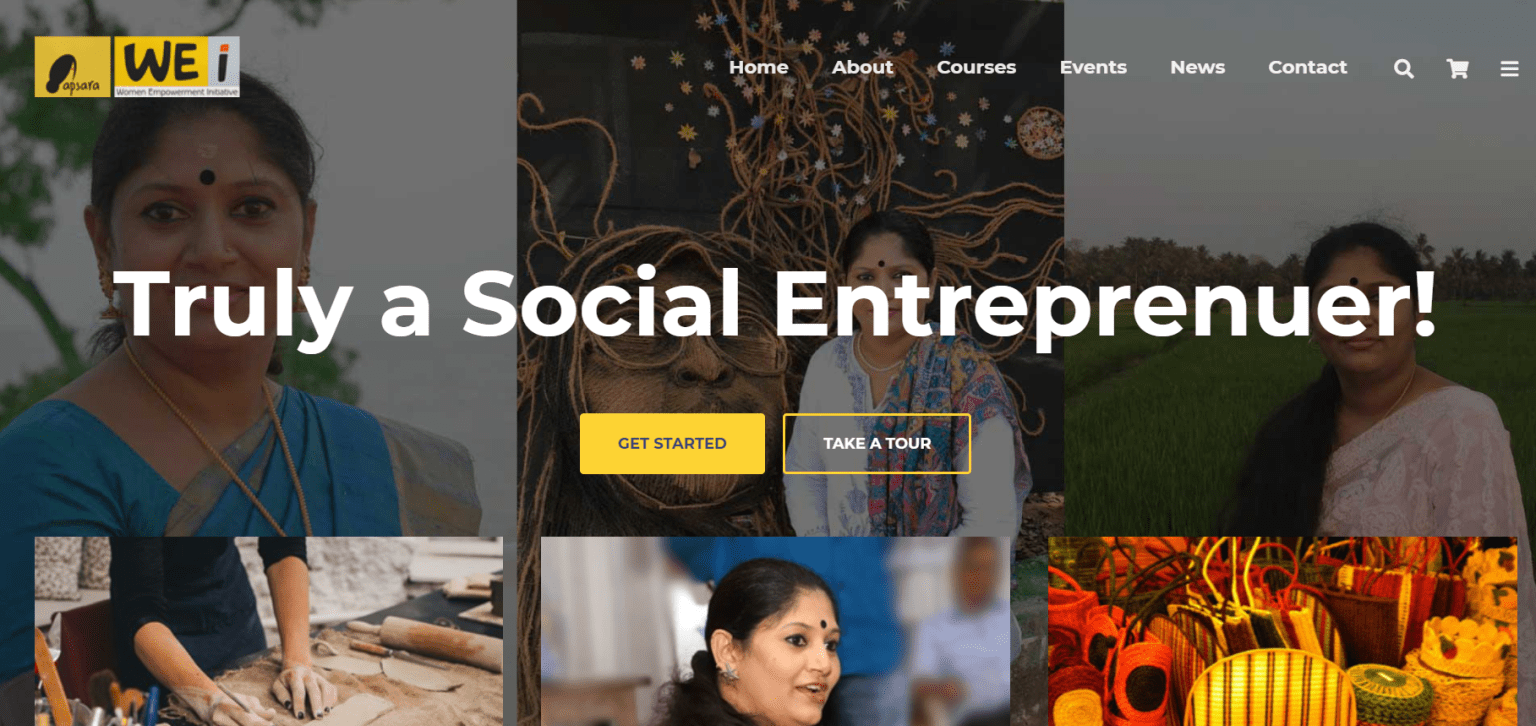 apsara
WE i
Women Empowerment Initiative
Home About Courses Events News Contact
Truly a Social Entreprenuer!
GET STARTED TAKE A TOUR